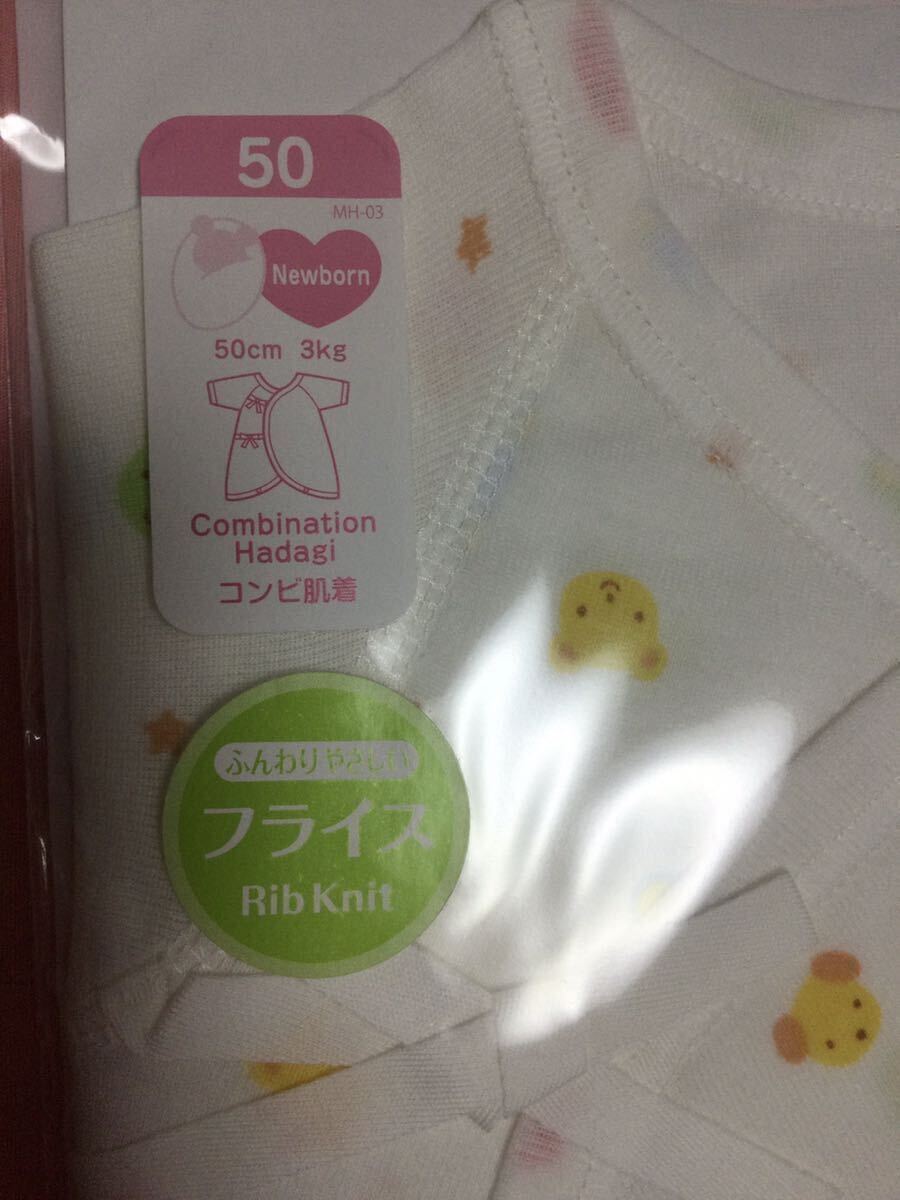 50
MH-03
Newborn
50cm 3kg
Combination
Hadagi
コンビ肌着
ふんわりやさしい
フライス
Rib Knit